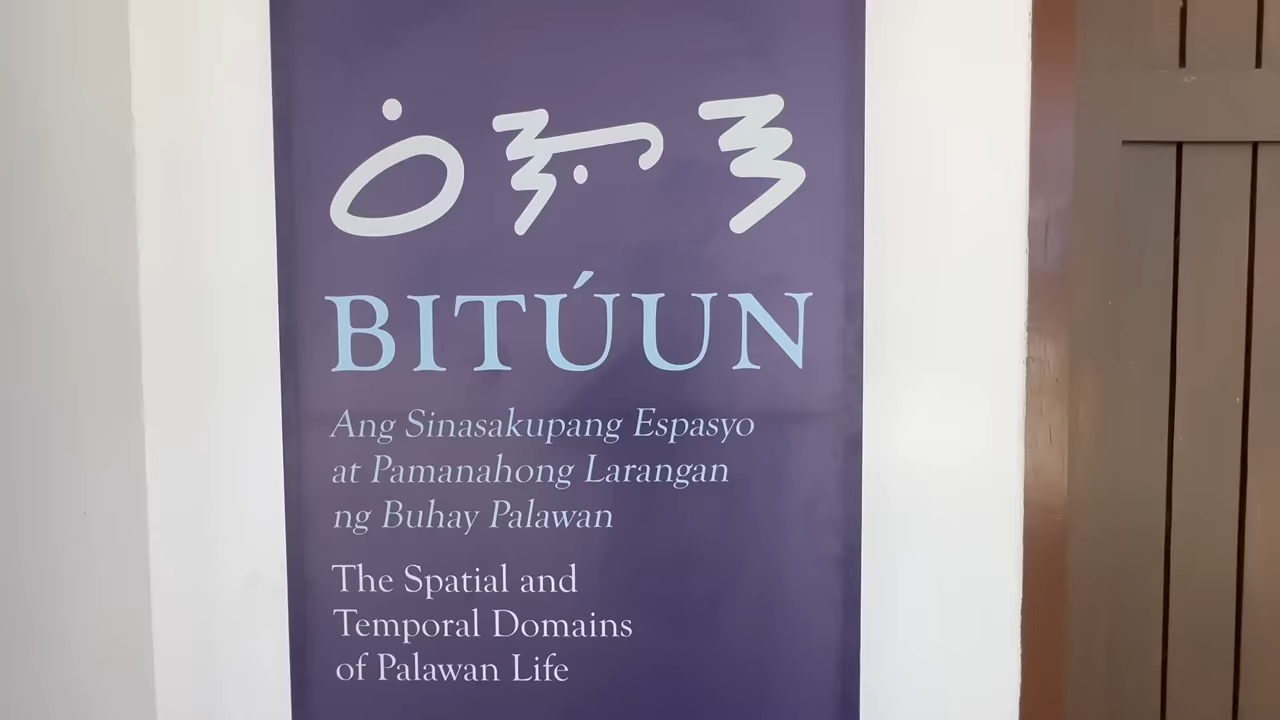 ᝪᝲᝦᝳᝢ
BITÚUN
Ang Sinasakupang Espasyo
at Pamanahong Larangan
ng Buhay Palawan
The Spatial and
Temporal Domains
of Palawan Life